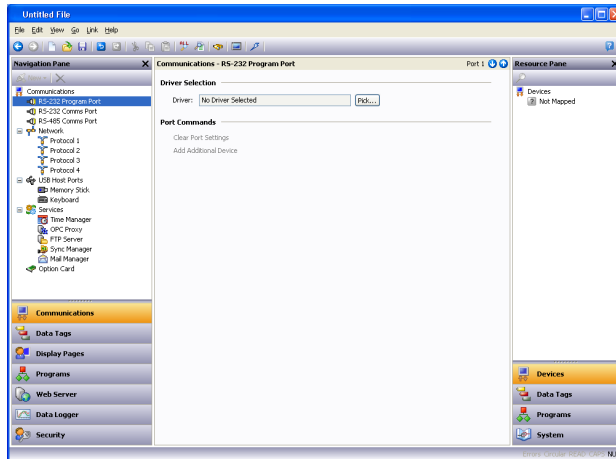 Untitled File
File Edit View Go Link Help
Navigation Pane
Communications - RS-232 Program Port
Port 1
Resource Pane
Communications
RS-232 Program Port
RS-232 Comms Port
RS-485 Comms Port
Network
Protocol 1
Protocol 2
Protocol 3
Protocol 4
USB Host Ports
Memory Stick
Keyboard
Services
Time Manager
OPC Proxy
FTP Server
Sync Manager
Mail Manager
Option Card
Driver Selection
Driver: No Driver Selected Pick...
Port Commands
Clear Port Settings
Add Additional Device
Devices
Not Mapped
Communications
Data Tags
Display Pages
Programs
Web Server
Data Logger
Security
Devices
Data Tags
Programs
System
Errors Circular READ CAPS